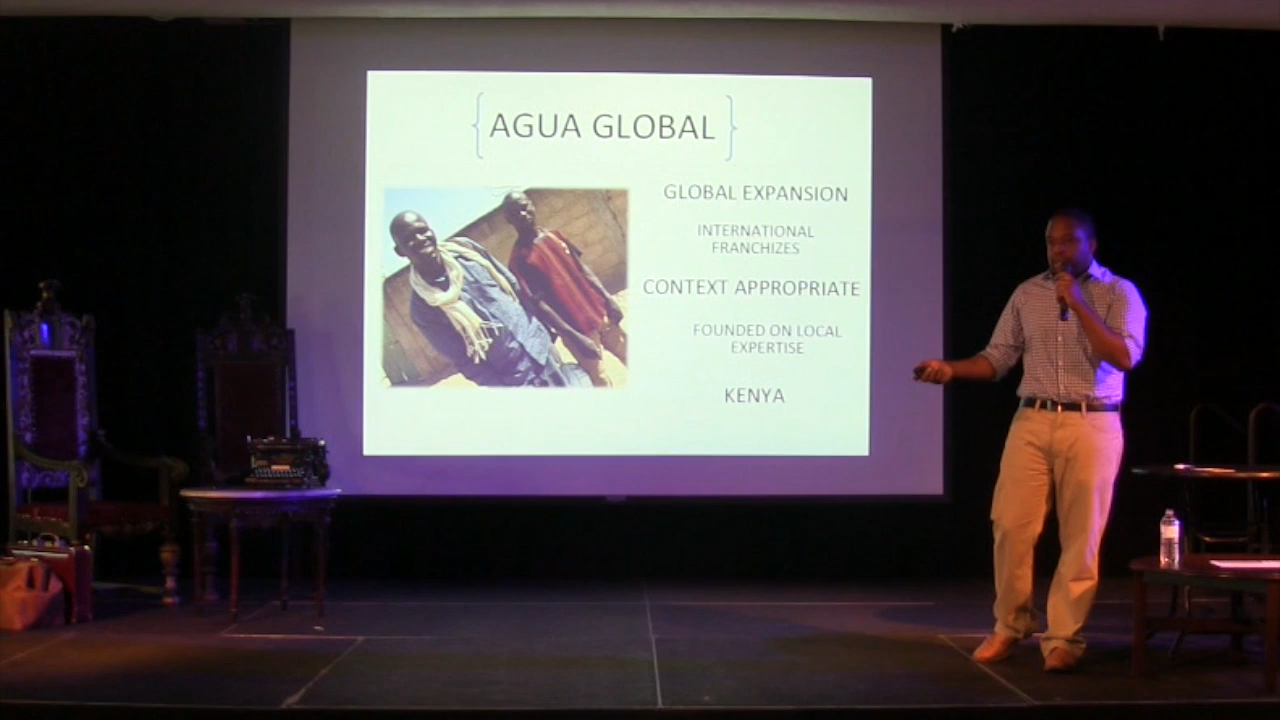 {AGUA GLOBAL}
GLOBAL EXPANSION
INTERNATIONAL
FRANCHIZES
CONTEXT APPROPRIATE
FOUNDED ON LOCAL
EXPERTISE
KENYA